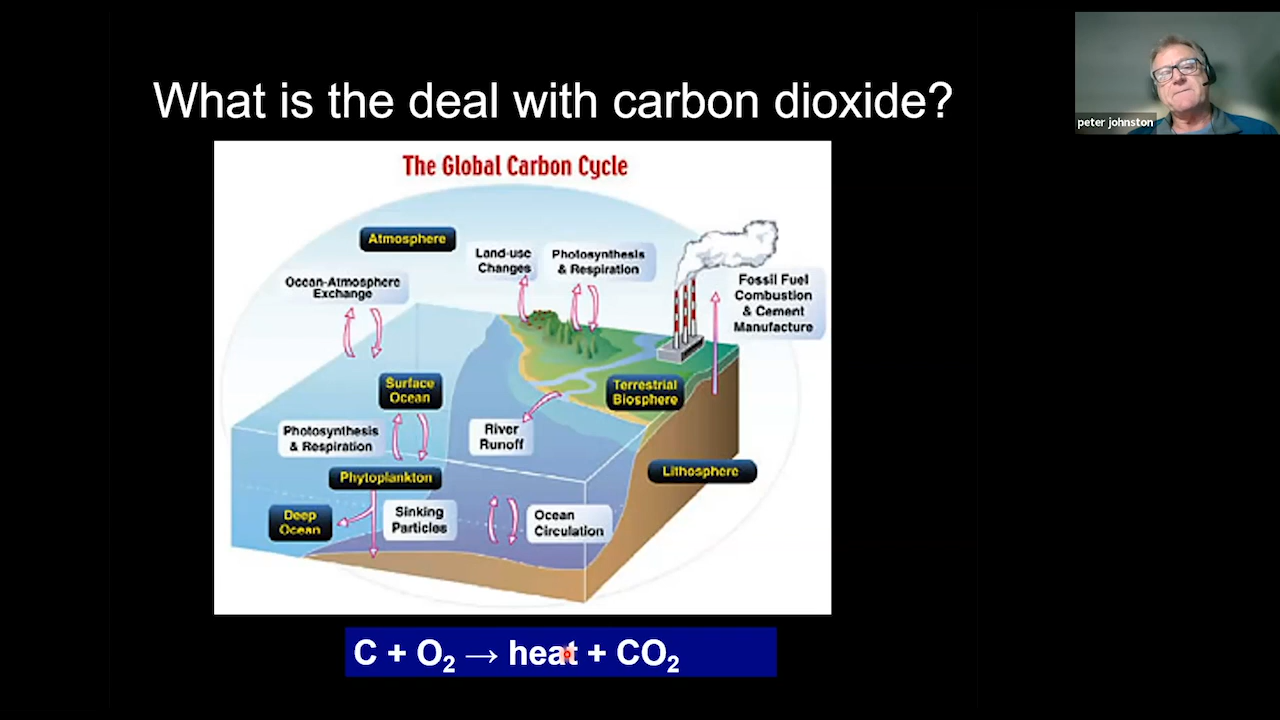 What is the deal with carbon dioxide?
peter johnston
The Global Carbon Cycle
Atmosphere
Land-use
Changes
Photosynthesis
& Respiration
Ocean-Atmosphere
Exchange
Fossil Fuel
Combustion
& Cement
Manufacture
Surface
Ocean
Terrestrial
Biosphere
Photosynthesis
& Respiration
River
Runoff
Lithosphere
Phytoplankton
Deep
Ocean
Sinking
Particles
Ocean
Circulation
C + O₂ → heat + CO₂